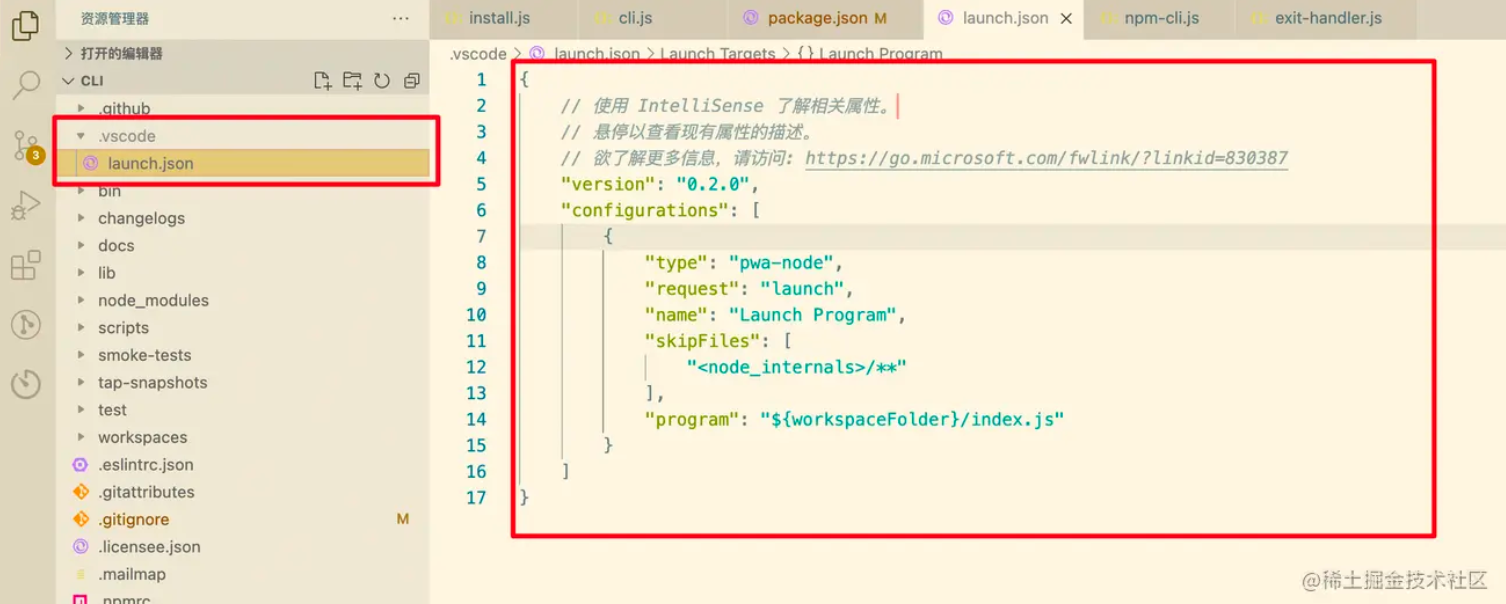 资源管理器 ···
install.js cli.js package.json M launch.json npm-cli.js exit-handler.js
打开的编辑器
.vscode > launch.json > Launch Targets > {} Launch Program
CLI
.github
.vscode
launch.json
bin
changelogs
docs
lib
node_modules
scripts
smoke-tests
tap-snapshots
test
workspaces
.eslintrc.json
.gitattributes
.gitignore M
.licensee.json
.mailmap
.npmrc
3
1 {
2 // 使用 IntelliSense 了解相关属性。
3 // 悬停以查看现有属性的描述。
4 // 欲了解更多信息，请访问: https://go.microsoft.com/fwlink/?linkid=830387
5 "version": "0.2.0",
6 "configurations": [
7 {
8 "type": "pwa-node",
9 "request": "launch",
10 "name": "Launch Program",
11 "skipFiles": [
12 "<node_internals>/**"
13 ],
14 "program": "${workspaceFolder}/index.js"
15 }
16 ]
17 }
@稀土掘金技术社区